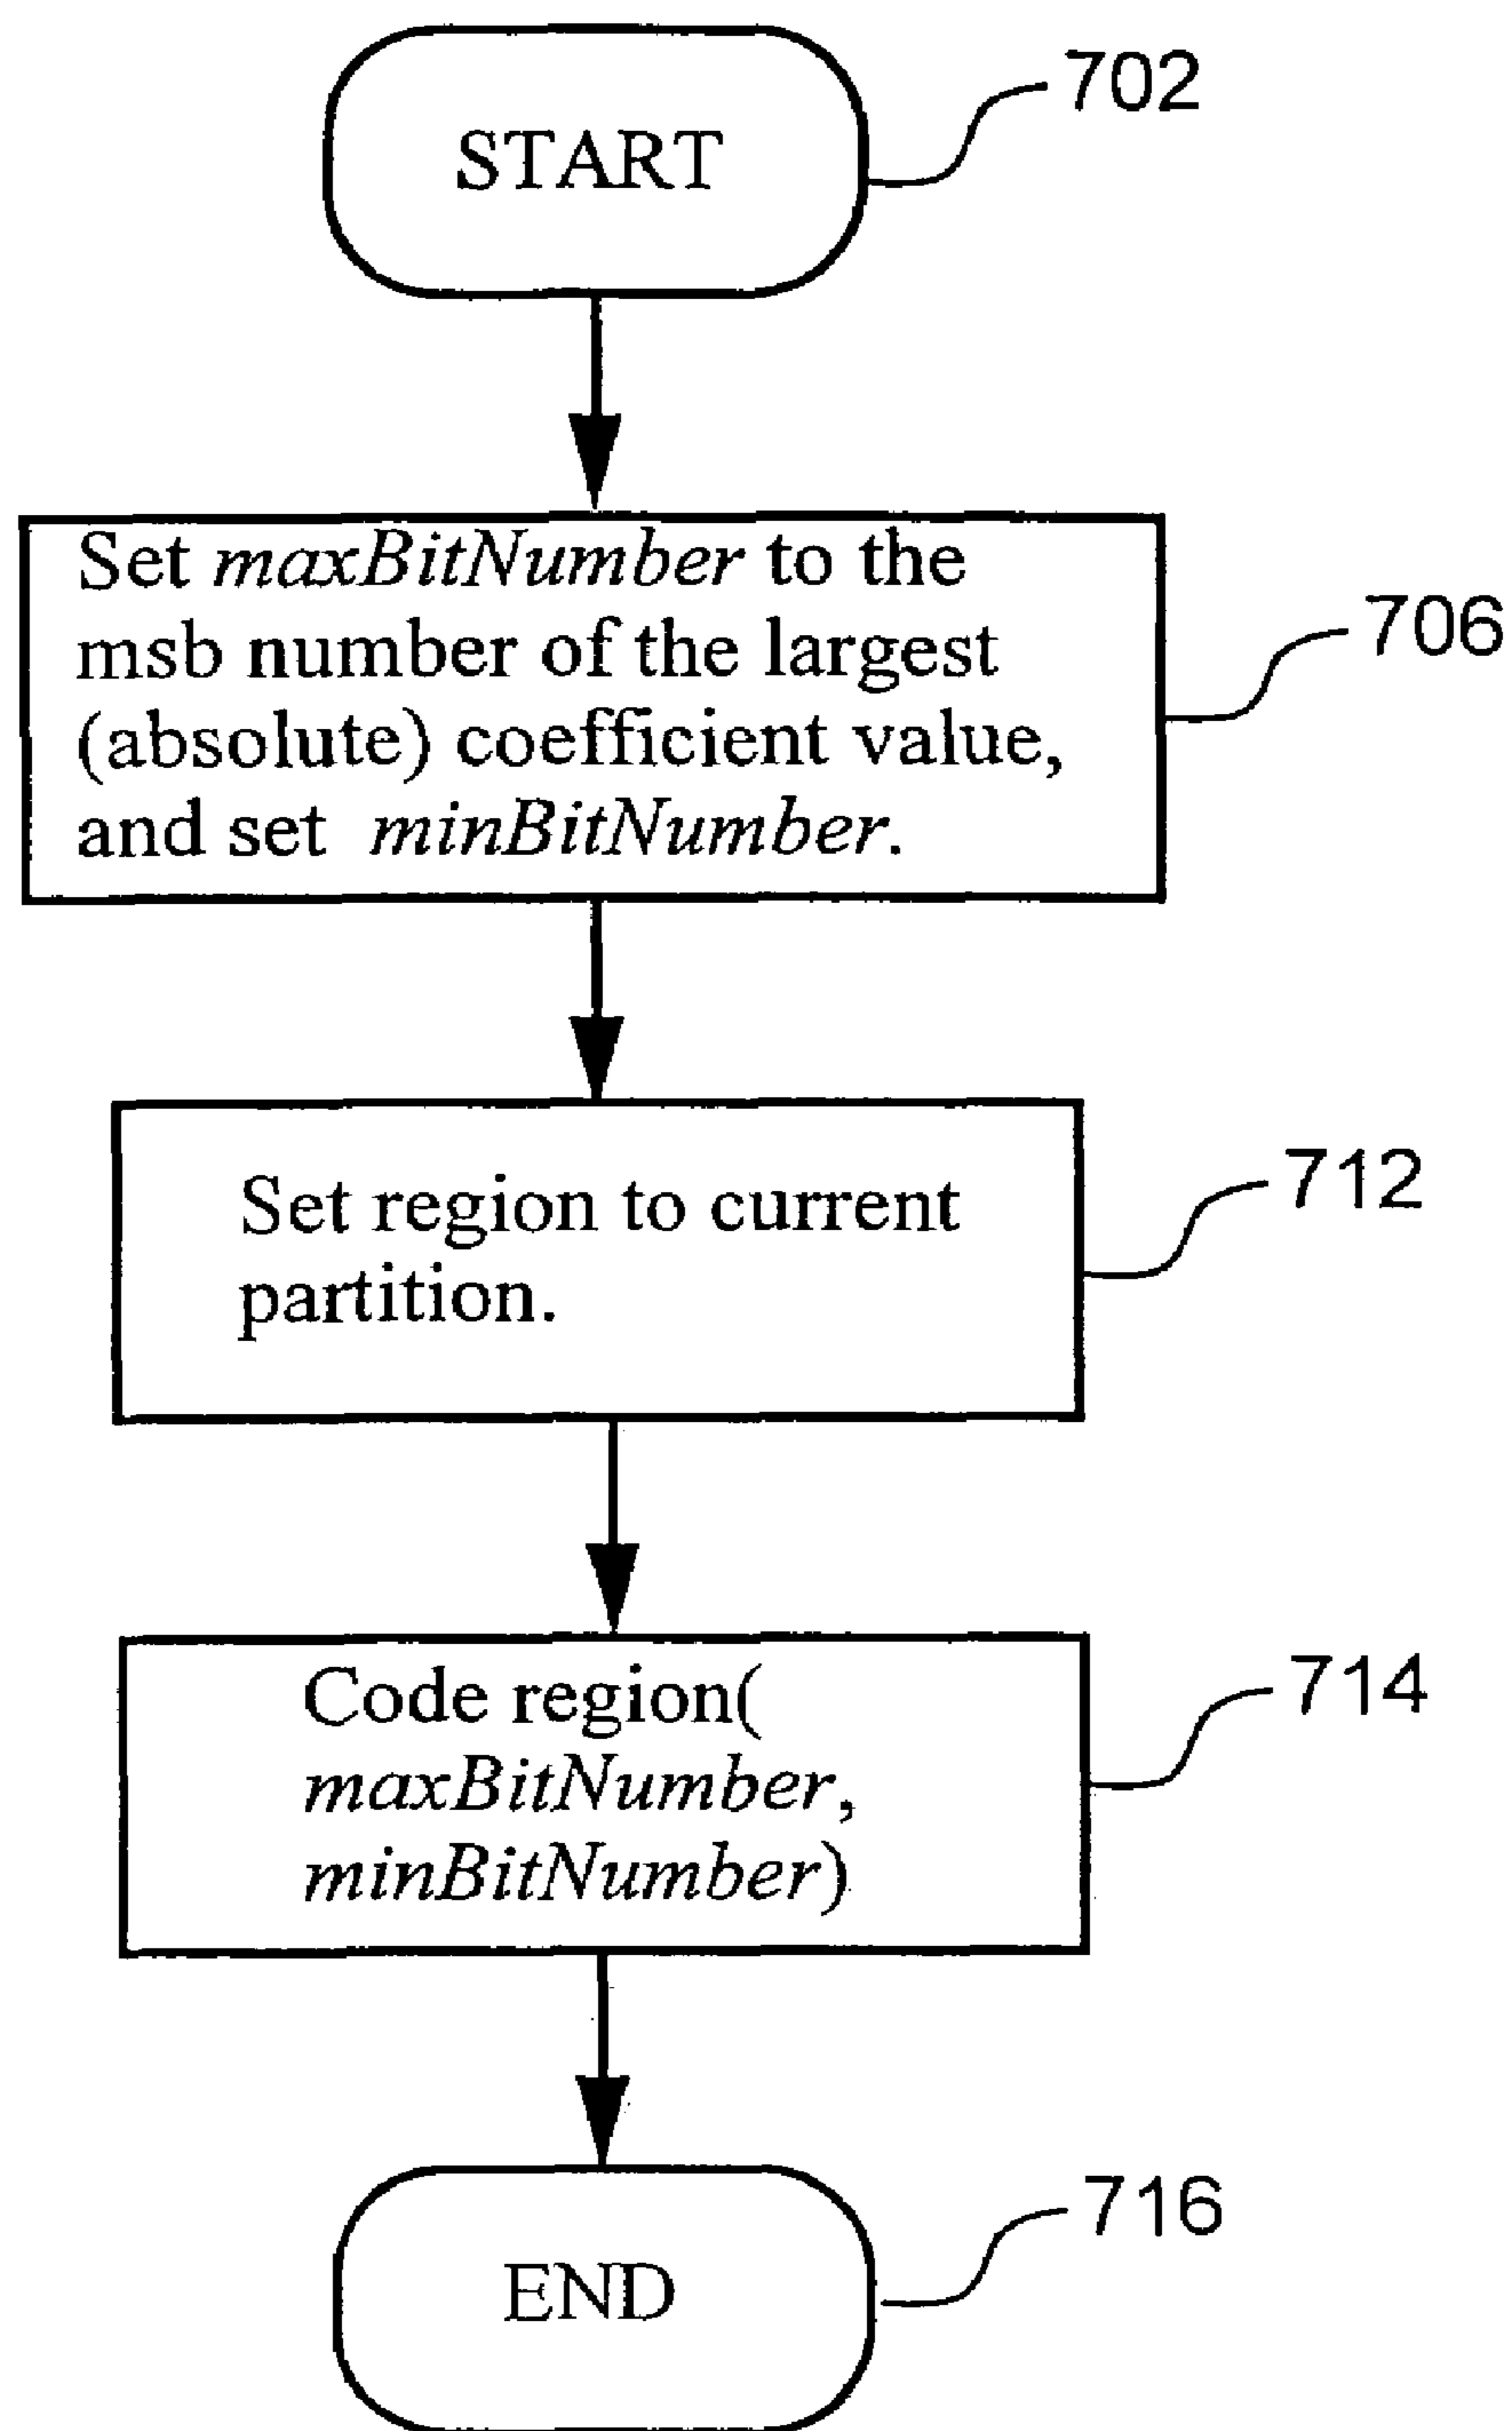 702
START
Set maxBitNumber to the
msb number of the largest
(absolute) coefficient value,
and set minBitNumber.
706
Set region to current
partition.
712
Code region(
maxBitNumber,
minBitNumber)
714
716
END